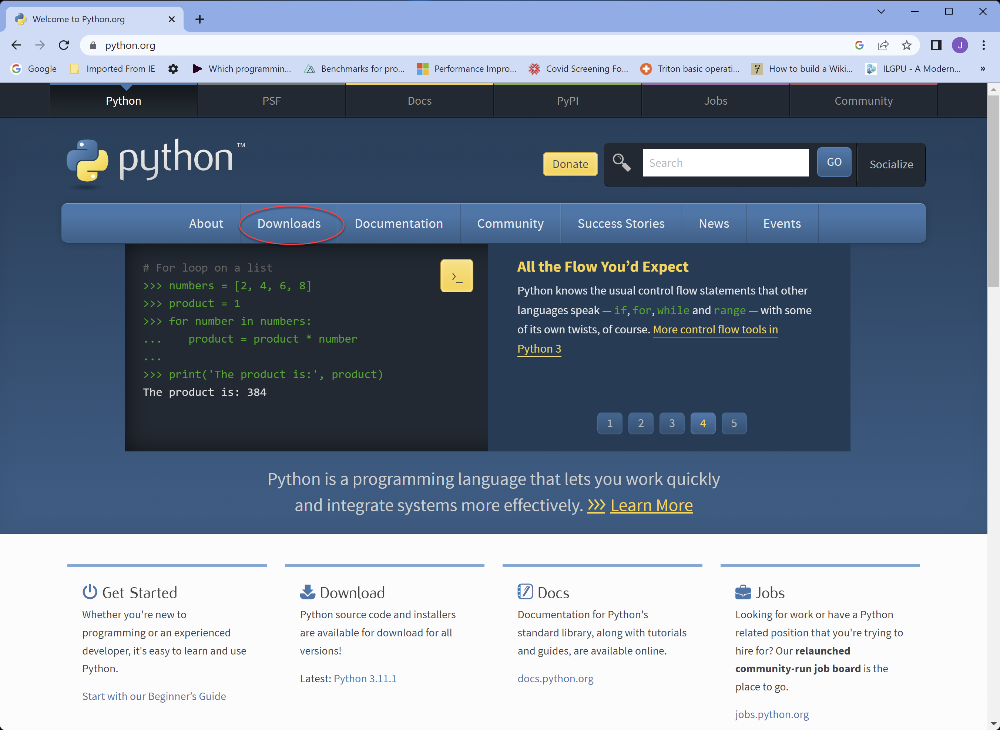 Welcome to Python.org
python.org
J
Google
Imported From IE
Which programmin...
Benchmarks for pro...
Performance Impro...
Covid Screening Fo...
Triton basic operati...
How to build a Wiki...
ILGPU - A Modern...
»
Python
PSF
Docs
PyPI
Jobs
Community
python™
Donate
Search
GO
Socialize
About
Downloads
Documentation
Community
Success Stories
News
Events
# For loop on a list
>>> numbers = [2, 4, 6, 8]
>>> product = 1
>>> for number in numbers:
...    product = product * number
...
>>> print('The product is:', product)
The product is: 384
>_
All the Flow You’d Expect
Python knows the usual control flow statements that other
languages speak — if, for, while and range — with some
of its own twists, of course. More control flow tools in
Python 3
1 2 3 4 5
Python is a programming language that lets you work quickly
and integrate systems more effectively. >>> Learn More
Get Started
Whether you're new to
programming or an experienced
developer, it's easy to learn and use
Python.
Start with our Beginner’s Guide
Download
Python source code and installers
are available for download for all
versions!
Latest: Python 3.11.1
Docs
Documentation for Python's
standard library, along with tutorials
and guides, are available online.
docs.python.org
Jobs
Looking for work or have a Python
related position that you're trying to
hire for? Our relaunched
community-run job board is the
place to go.
jobs.python.org